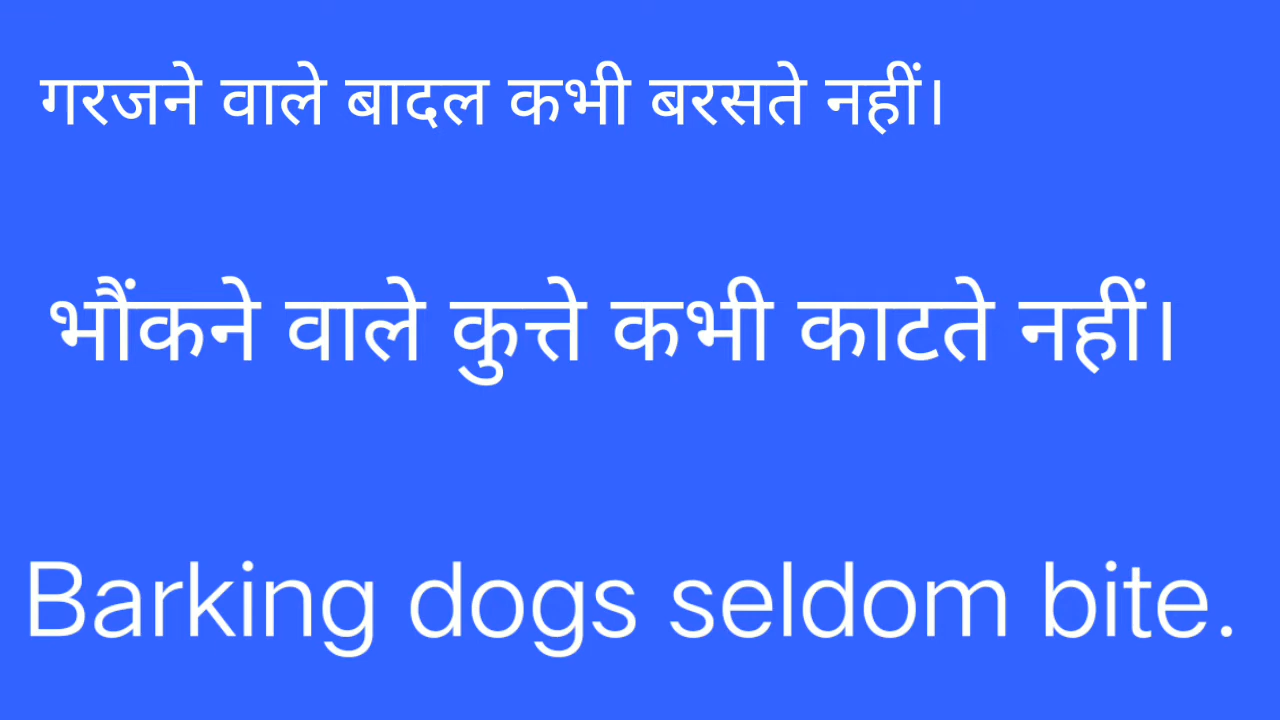 गरजने वाले बादल कभी बरसते नहीं।
भौंकने वाले कुत्ते कभी काटते नहीं।
Barking dogs seldom bite.